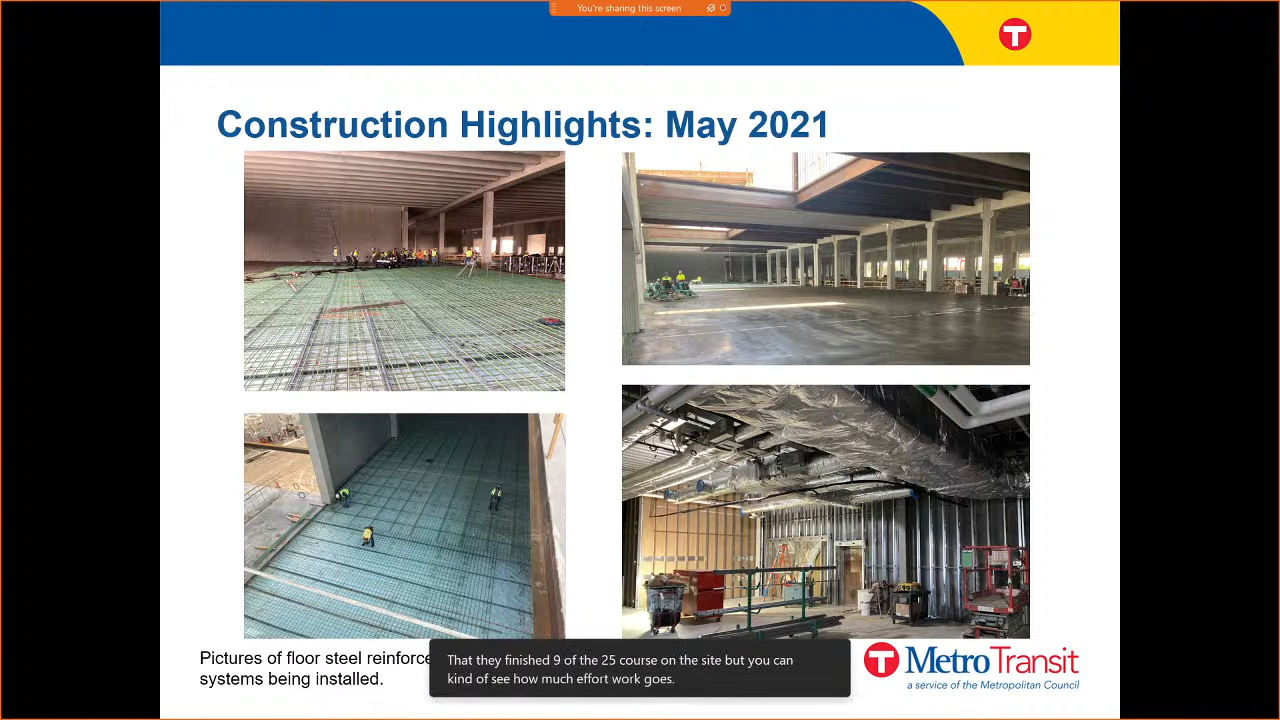 You're sharing this screen
T
Construction Highlights: May 2021
Pictures of floor steel reinforce
systems being installed.
That they finished 9 of the 25 course on the site but you can
kind of see how much effort work goes.
T MetroTransit
a service of the Metropolitan Council